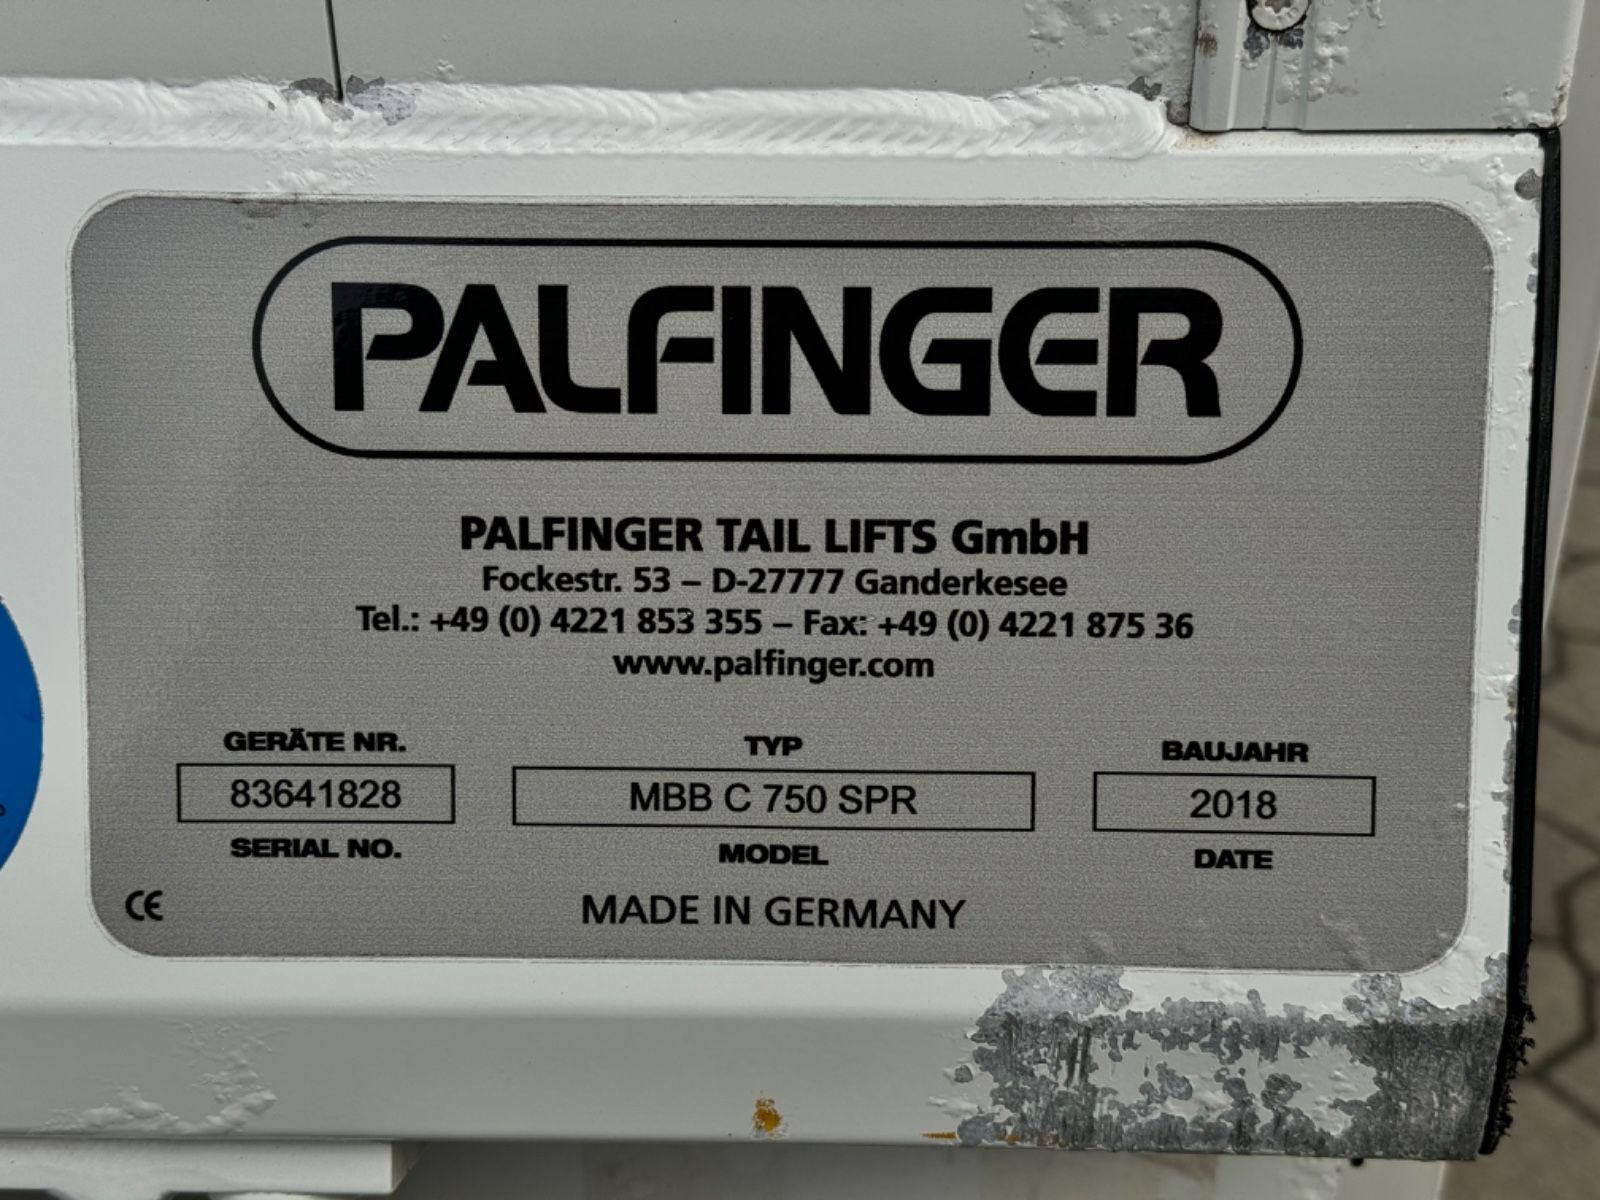 PALFINGER
PALFINGER TAIL LIFTS GmbH
Fockestr. 53 – D-27777 Ganderkesee
Tel.: +49 (0) 4221 853 355 – Fax: +49 (0) 4221 875 36
www.palfinger.com
GERÄTE NR. TYP BAUJAHR
83641828 MBB C 750 SPR 2018
SERIAL NO. MODEL DATE
CE MADE IN GERMANY